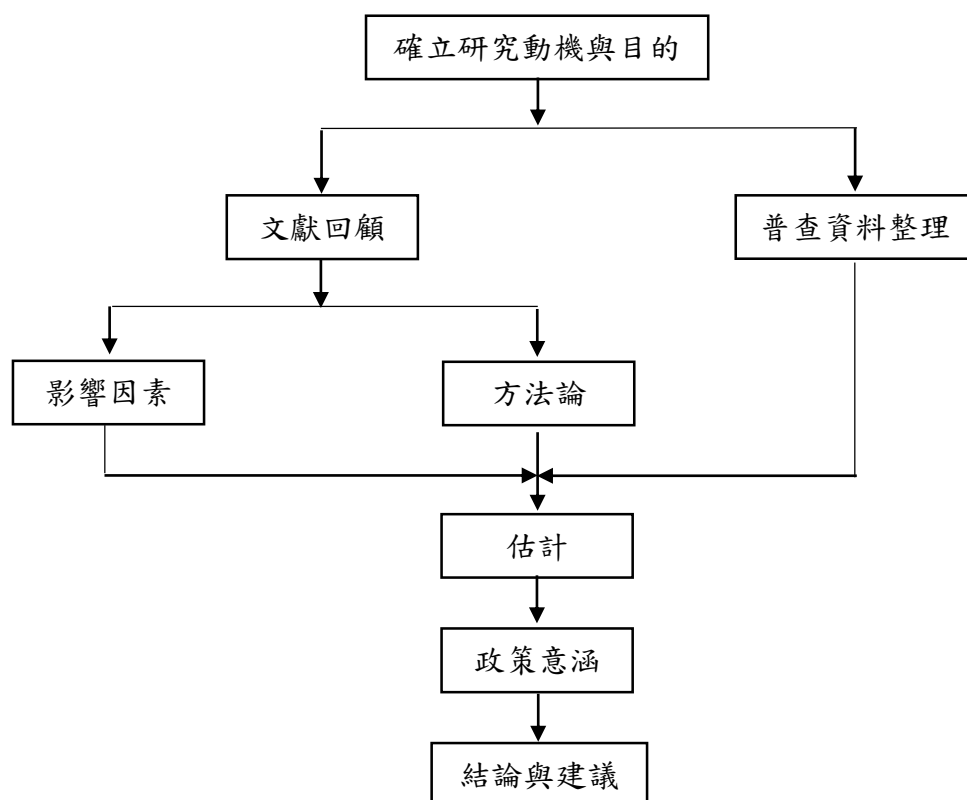 確立研究動機與目的
文獻回顧
普查資料整理
影響因素
方法論
估計
政策意涵
結論與建議